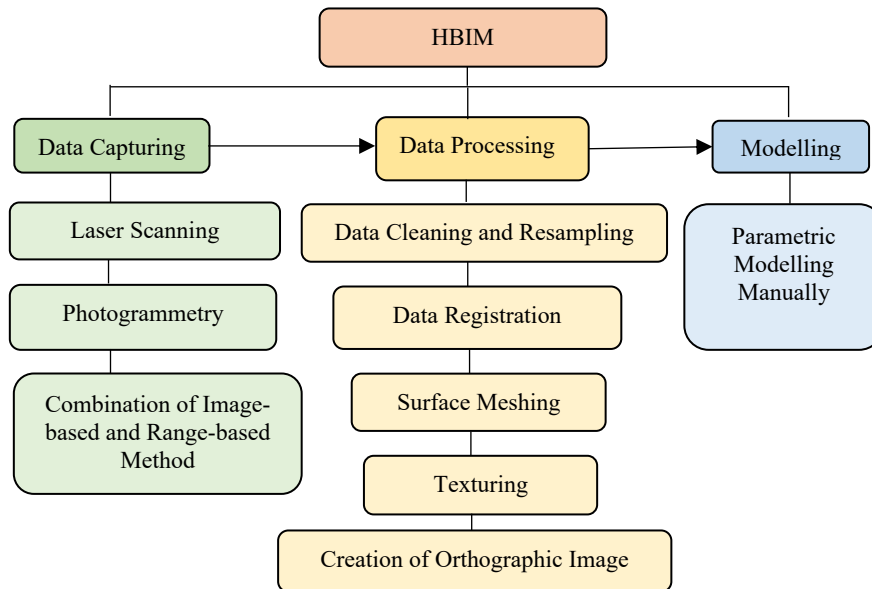 HBIM
Data Capturing
Data Processing
Modelling
Laser Scanning
Photogrammetry
Combination of Image-
based and Range-based
Method
Data Cleaning and Resampling
Data Registration
Surface Meshing
Texturing
Creation of Orthographic Image
Parametric
Modelling
Manually